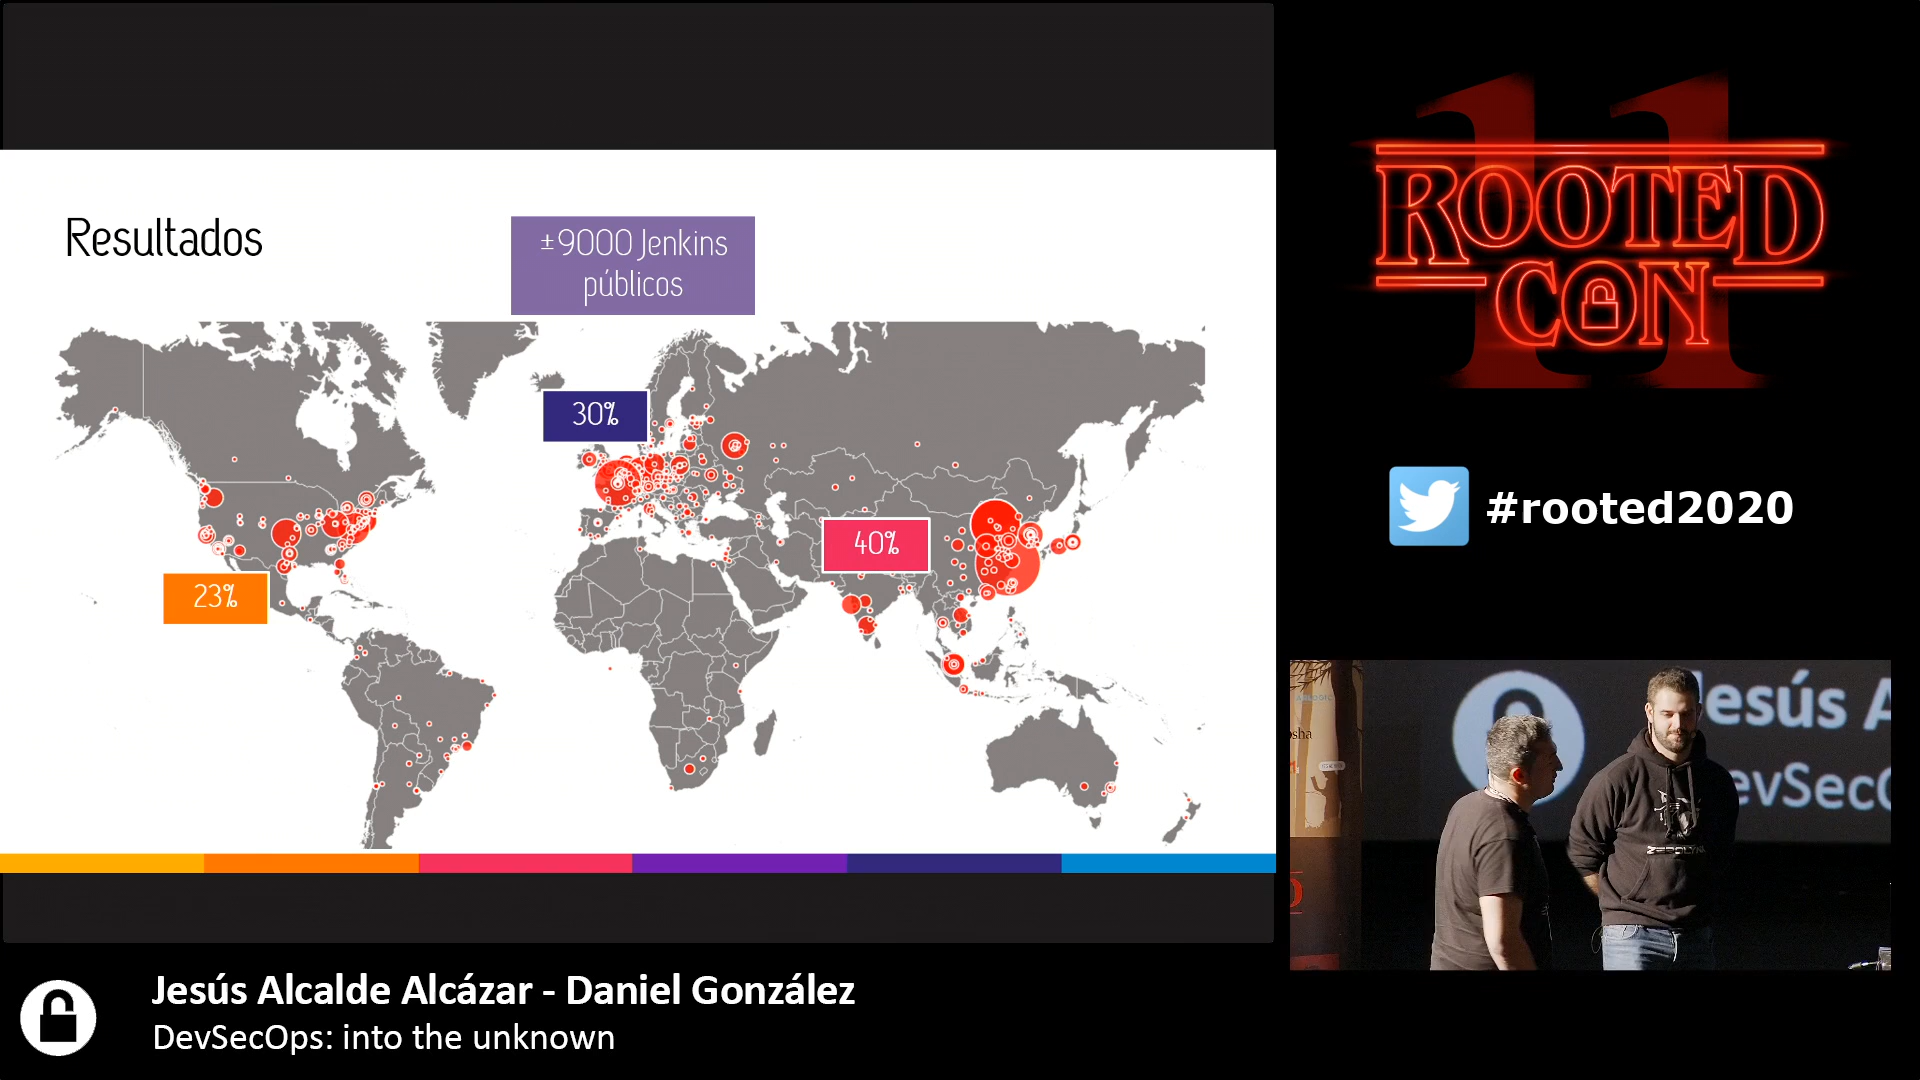 Resultados
±9000 Jenkins
públicos
30%
40%
23%
11
ROOTED
CON
#rooted2020
Jesús A
DevSecO
Jesús Alcalde Alcázar - Daniel González
DevSecOps: into the unknown